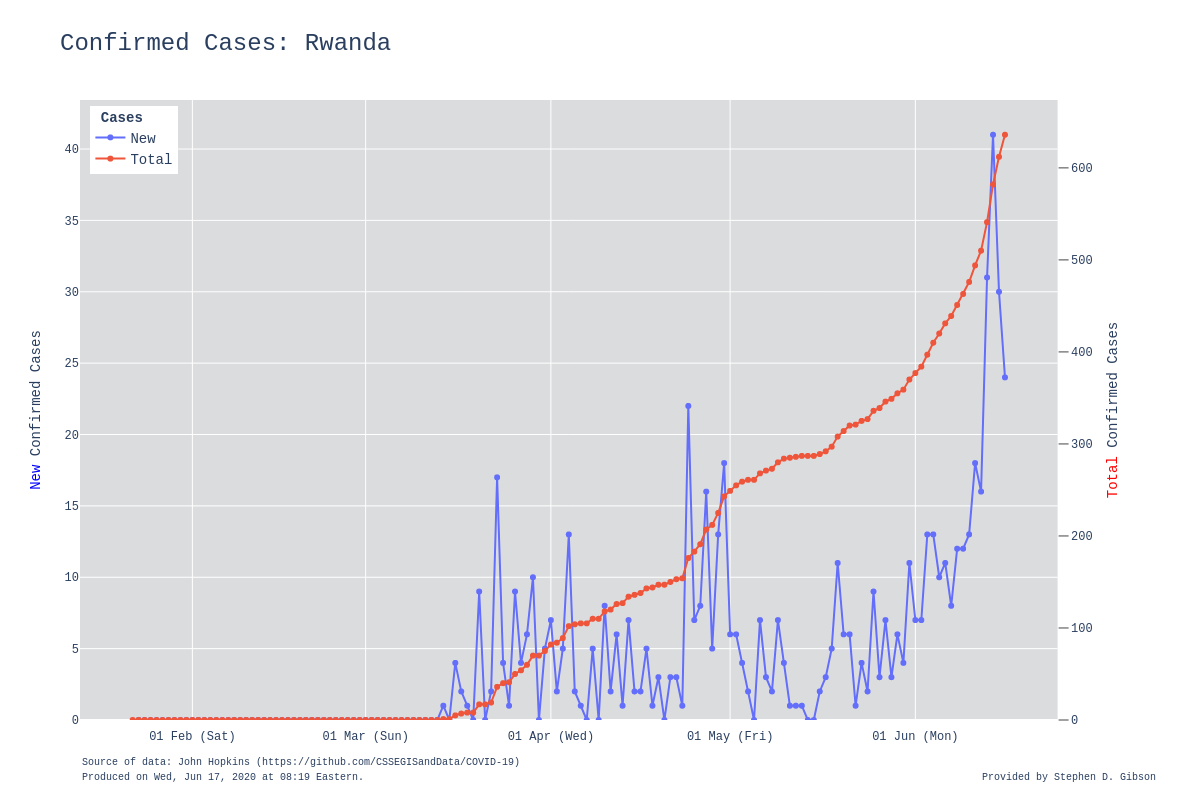 Confirmed Cases: Rwanda
Cases
New
Total
40
35
30
25
20
15
10
5
0
New Confirmed Cases
600
500
400
300
200
100
0
Total Confirmed Cases
01 Feb (Sat)
01 Mar (Sun)
01 Apr (Wed)
01 May (Fri)
01 Jun (Mon)
Source of data: John Hopkins (https://github.com/CSSEGISandData/COVID-19)
Produced on Wed, Jun 17, 2020 at 08:19 Eastern.
Provided by Stephen D. Gibson